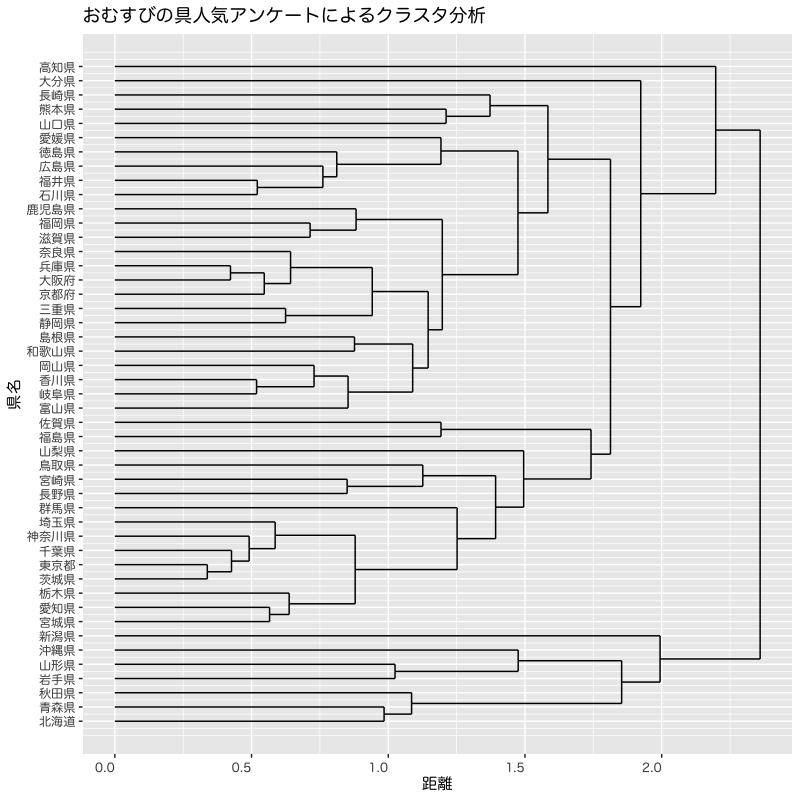 おむすびの具人気アンケートによるクラスタ分析
高知県
大分県
長崎県
熊本県
山口県
愛媛県
徳島県
広島県
福井県
石川県
鹿児島県
福岡県
滋賀県
奈良県
兵庫県
大阪府
京都府
三重県
静岡県
島根県
和歌山県
岡山県
香川県
岐阜県
富山県
佐賀県
福島県
山梨県
鳥取県
宮崎県
長野県
群馬県
埼玉県
神奈川県
千葉県
東京都
茨城県
栃木県
愛知県
宮城県
新潟県
沖縄県
山形県
岩手県
秋田県
青森県
北海道
県名
0.0 0.5 1.0 1.5 2.0
距離